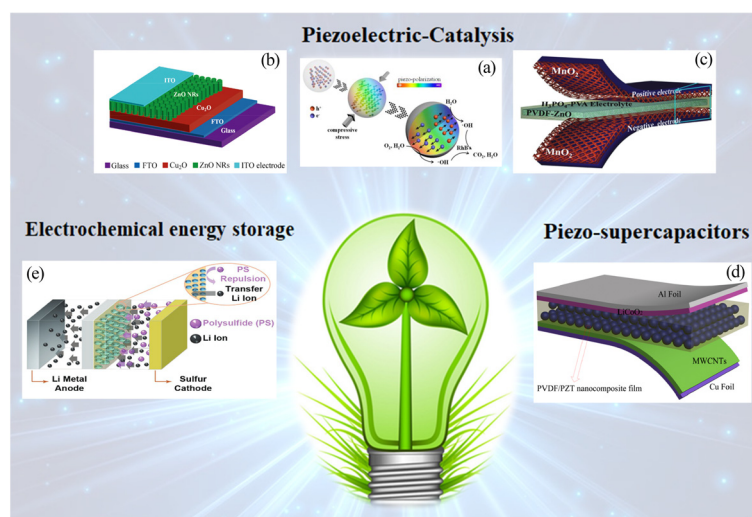 Piezoelectric-Catalysis
(b)
ITO
ZnO NRs
Cu₂O
FTO
Glass
Glass FTO Cu₂O ZnO NRs ITO electrode
(a)
piezo-polarization
h⁺
e⁻
compressive
stress
H₂O
·OH
RhB's
O₂, H₂O
·OH
CO₂, H₂O
(c)
MnO₂
Positive electrode
H₃PO₄-PVA Electrolyte
PVDF-ZnO
Negative electrode
MnO₂
Electrochemical energy storage
(e)
PS
Repulsion
Transfer
Li Ion
Polysulfide (PS)
Li Ion
Li Metal
Anode
Sulfur
Cathode
Piezo-supercapacitors
(d)
Al Foil
LiCoO₂
MWCNTs
PVDF/PZT nanocomposite film
Cu Foil